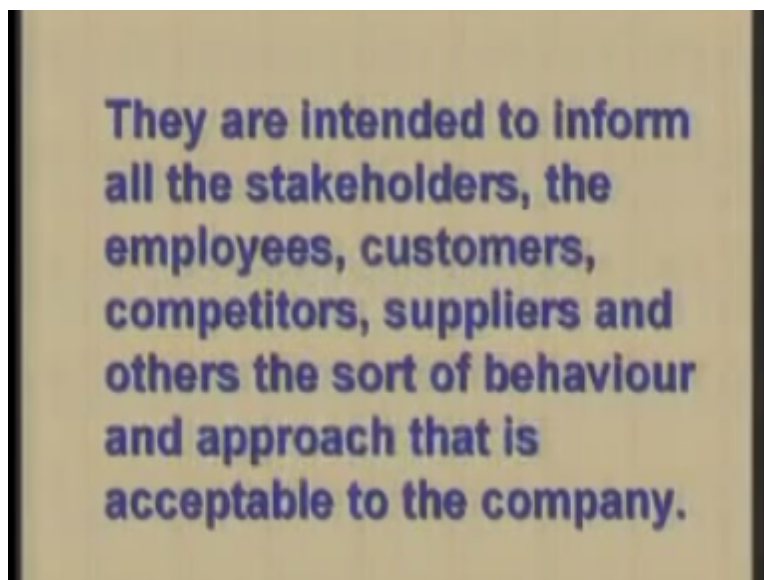 They are intended to inform
all the stakeholders, the
employees, customers,
competitors, suppliers and
others the sort of behaviour
and approach that is
acceptable to the company.